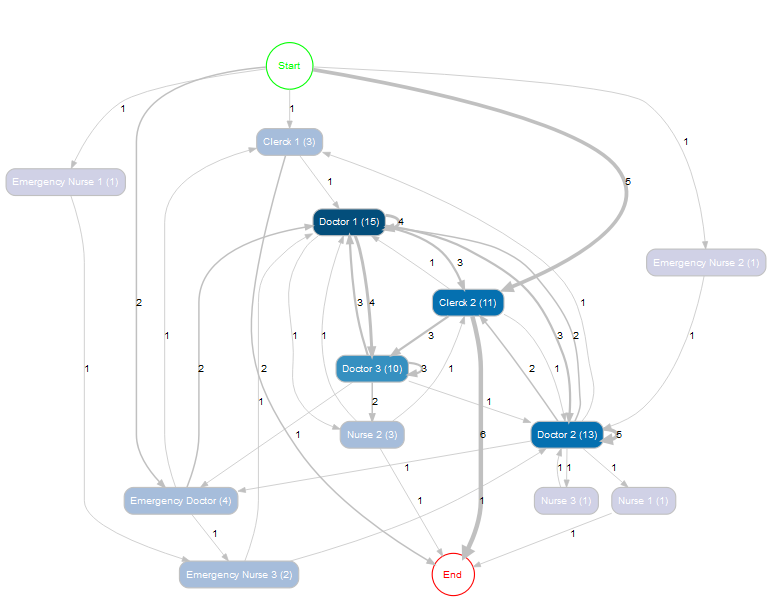 Start
1
1
Clerck 1 (3)
1
Emergency Nurse 1 (1)
1
5
Doctor 1 (15)
4
1
3
Emergency Nurse 2 (1)
2
3
4
Clerck 2 (11)
1
1
1
1
3
3
2
1
1
2
2
Doctor 3 (10)
3
1
2
1
1
2
1
1
Nurse 2 (3)
Doctor 2 (13)
5
1
1
1
1
1
Emergency Doctor (4)
1
6
1
Nurse 3 (1)
Nurse 1 (1)
1
1
Emergency Nurse 3 (2)
End